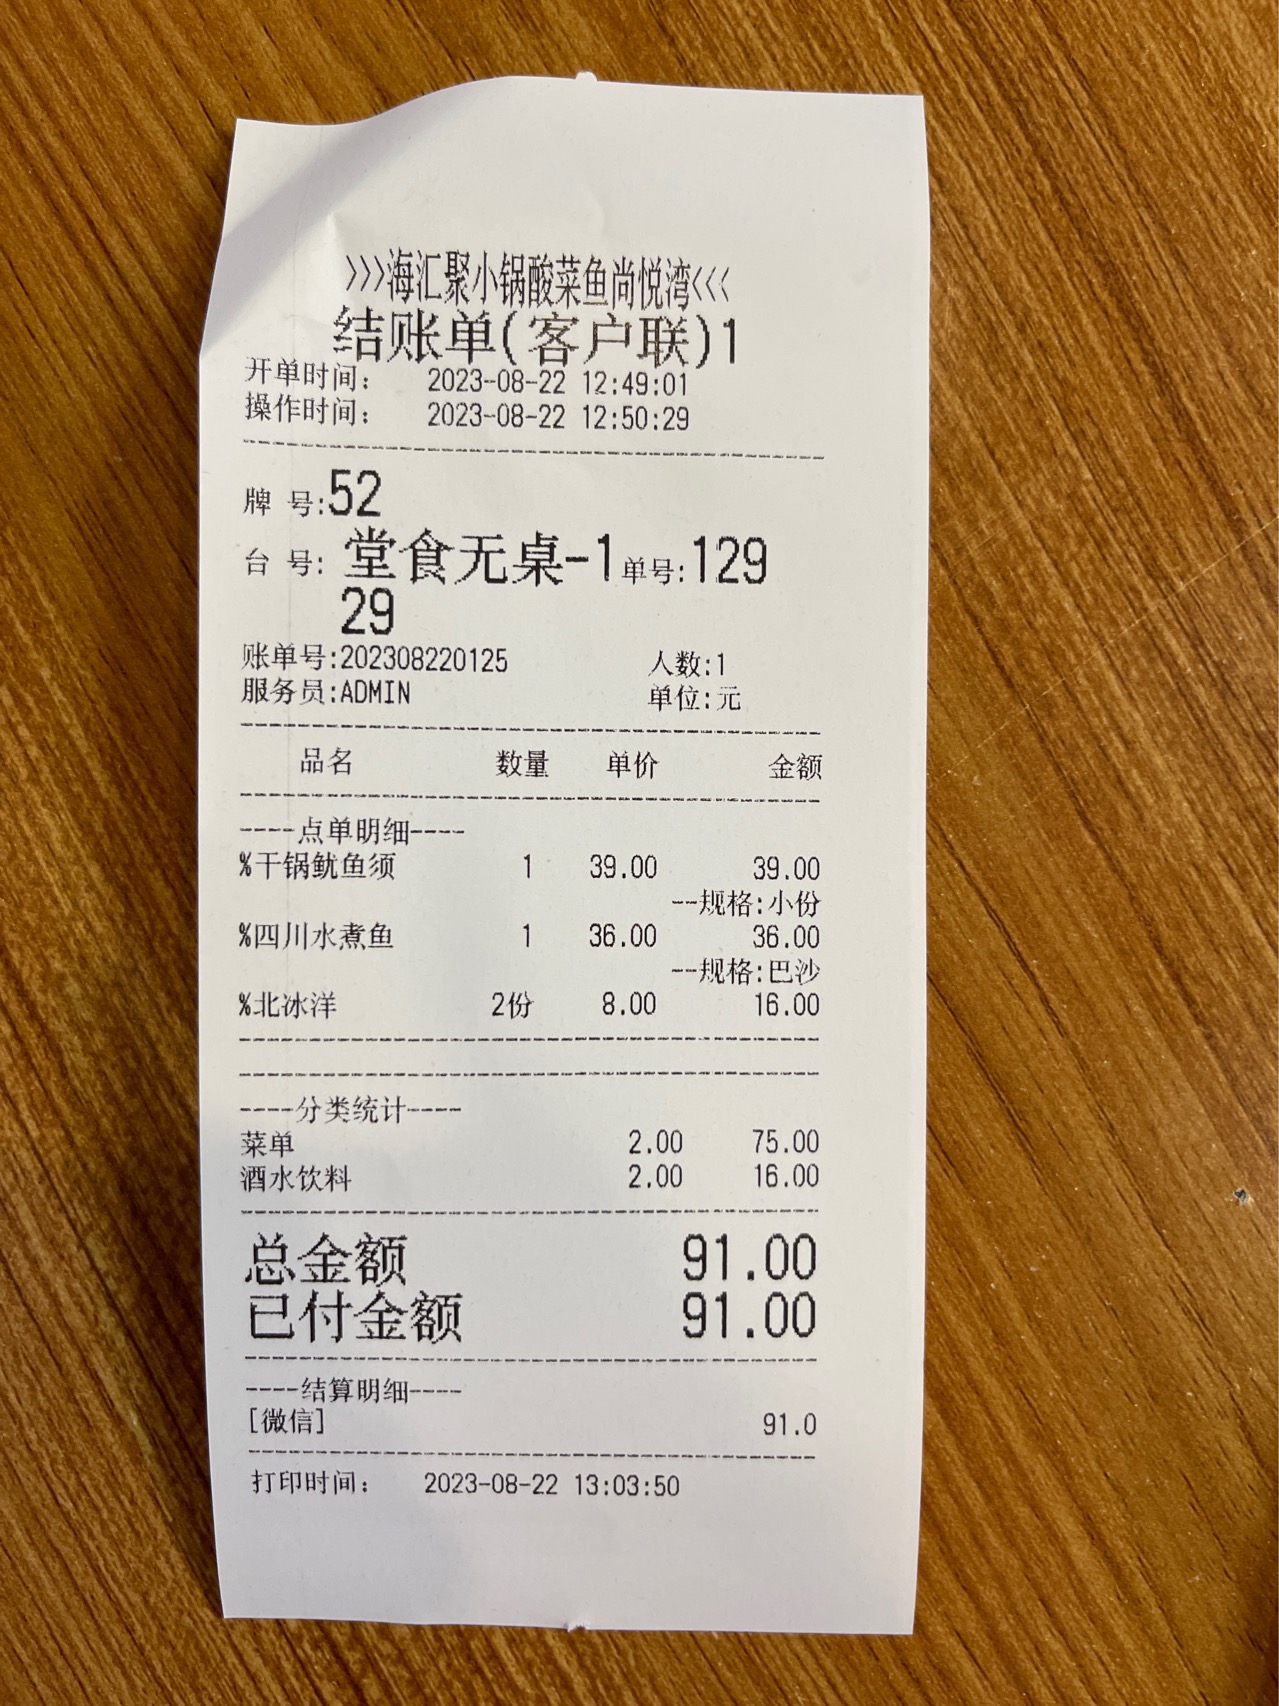 >>>海汇聚小锅酸菜鱼尚悦湾<<<
结账单(客户联)1
开单时间: 2023-08-22 12:49:01
操作时间: 2023-08-22 12:50:29
牌 号:52
台 号: 堂食无桌-1 单号:129
29
账单号:202308220125 人数:1
服务员:ADMIN 单位:元
品名 数量 单价 金额
----点单明细----
%干锅鱿鱼须 1 39.00 39.00
--规格:小份
%四川水煮鱼 1 36.00 36.00
--规格:巴沙
%北冰洋 2份 8.00 16.00
----分类统计----
菜单 2.00 75.00
酒水饮料 2.00 16.00
总金额 91.00
已付金额 91.00
----结算明细----
[微信] 91.0
打印时间: 2023-08-22 13:03:50